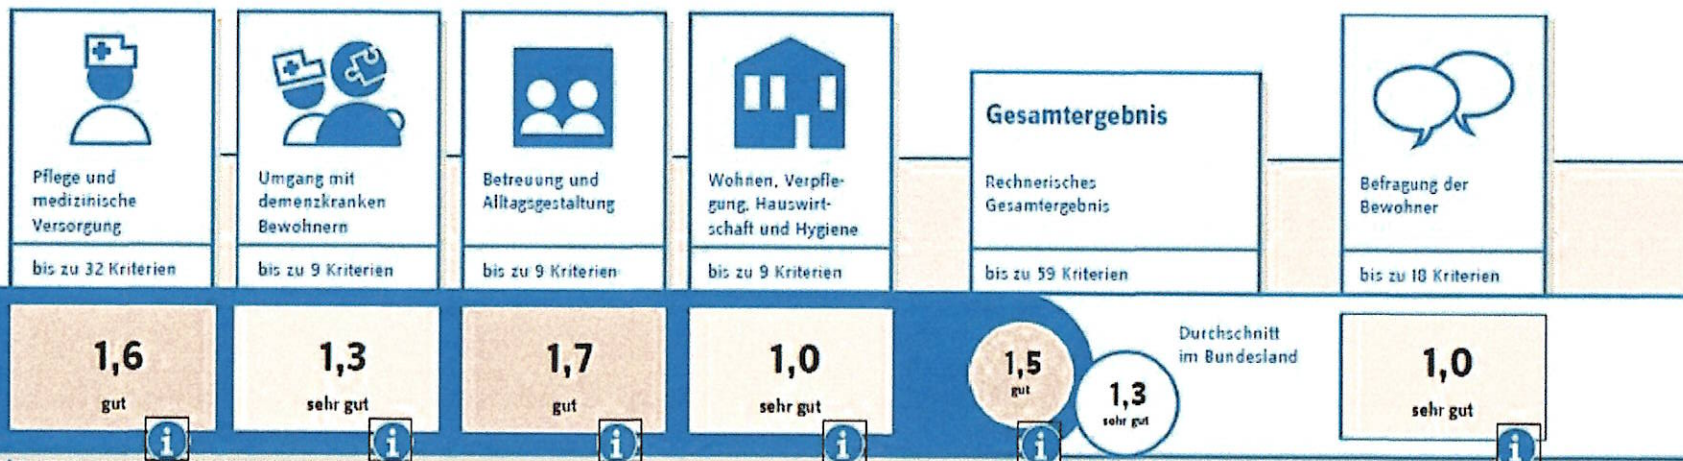 Pflege und
medizinische
Versorgung
bis zu 32 Kriterien
1,6
gut
i
Umgang mit
demenzkranken
Bewohnern
bis zu 9 Kriterien
1,3
sehr gut
i
Betreuung und
Alltagsgestaltung
bis zu 9 Kriterien
1,7
gut
i
Wohnen, Verpfle-
gung, Hauswirt-
schaft und Hygiene
bis zu 9 Kriterien
1,0
sehr gut
i
Gesamtergebnis
Rechnerisches
Gesamtergebnis
bis zu 59 Kriterien
1,5
gut
i
Durchschnitt
im Bundesland
1,3
sehr gut
Befragung der
Bewohner
bis zu 18 Kriterien
1,0
sehr gut
i